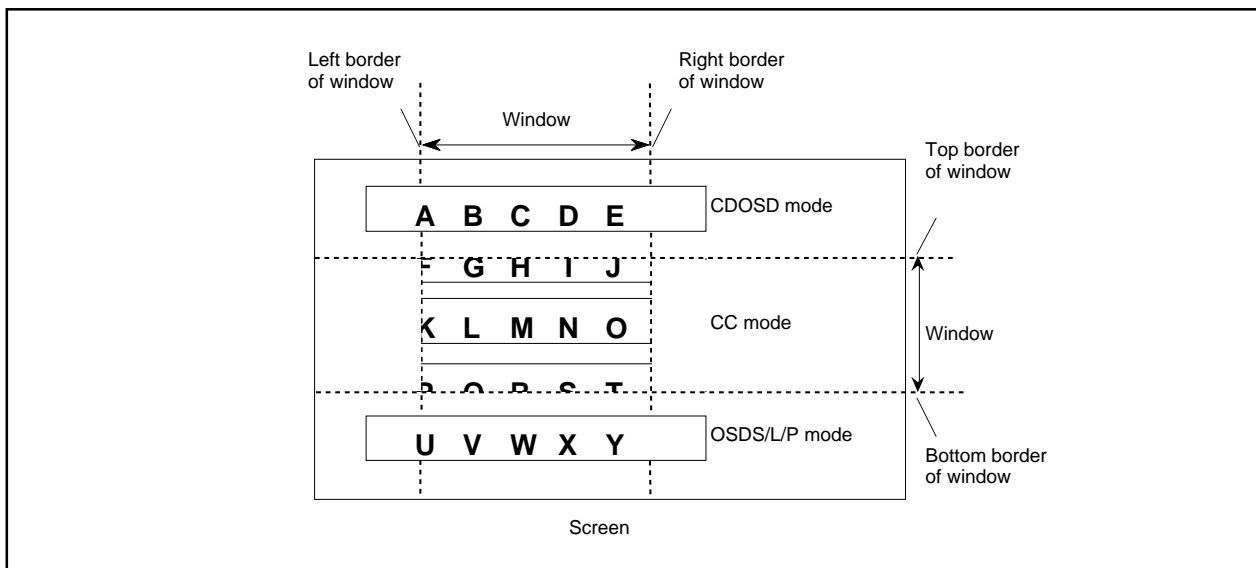 Left border
of window
Right border
of window
Window
Top border
of window
A B C D E
CDOSD mode
G H I J
K L M N O
CC mode
Window
U V W X Y
OSDS/L/P mode
Bottom border
of window
Screen